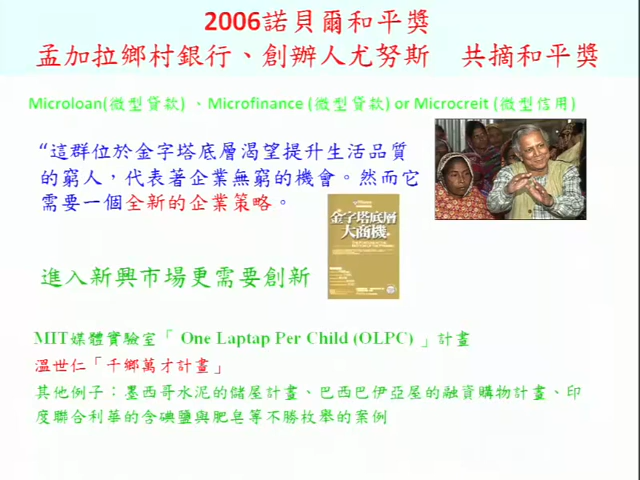 2006諾貝爾和平獎
孟加拉鄉村銀行、創辦人尤努斯 共摘和平獎
Microloan(微型貸款) 、Microfinance (微型貸款) or Microcreit (微型信用)
“這群位於金字塔底層渴望提升生活品質
的窮人，代表著企業無窮的機會。然而它
需要一個全新的企業策略。
金字塔底層
大商機
進入新興市場更需要創新
MIT媒體實驗室「 One Laptap Per Child (OLPC) 」計畫
溫世仁「千鄉萬才計畫」
其他例子：墨西哥水泥的儲屋計畫、巴西巴伊亞屋的融資購物計畫、印
度聯合利華的含碘鹽與肥皂等不勝枚舉的案例